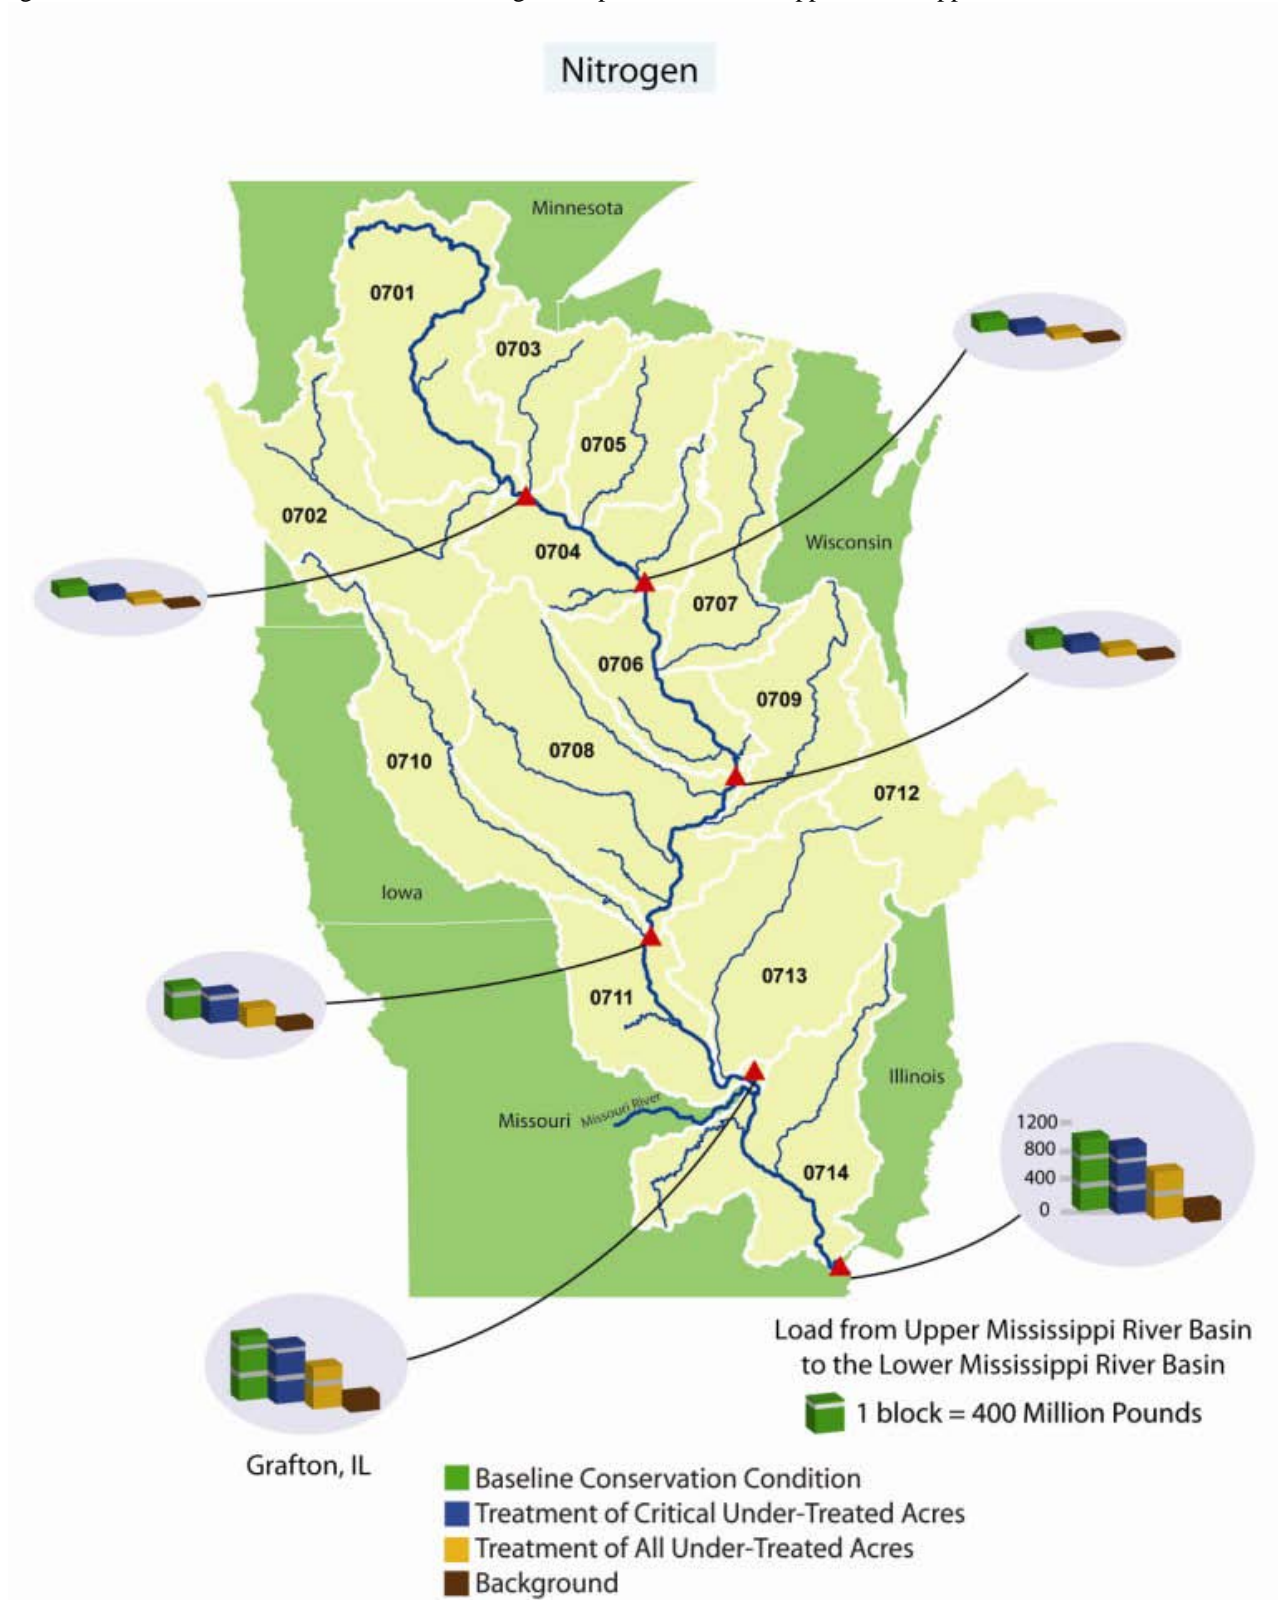 Nitrogen
Minnesota
0701
0703
0705
0702
0704
Wisconsin
0707
0706
0709
0708
0710
0712
Iowa
0713
0711
Illinois
Missouri
Missouri River
1200
800
400
0
0714
Load from Upper Mississippi River Basin
to the Lower Mississippi River Basin
1 block = 400 Million Pounds
Grafton, IL
Baseline Conservation Condition
Treatment of Critical Under-Treated Acres
Treatment of All Under-Treated Acres
Background